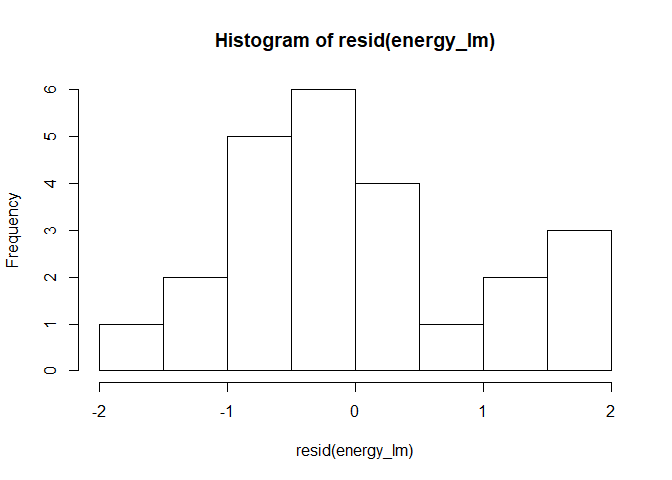 Histogram of resid(energy_lm)
Frequency
6
5
4
3
2
1
0
-2 -1 0 1 2
resid(energy_lm)